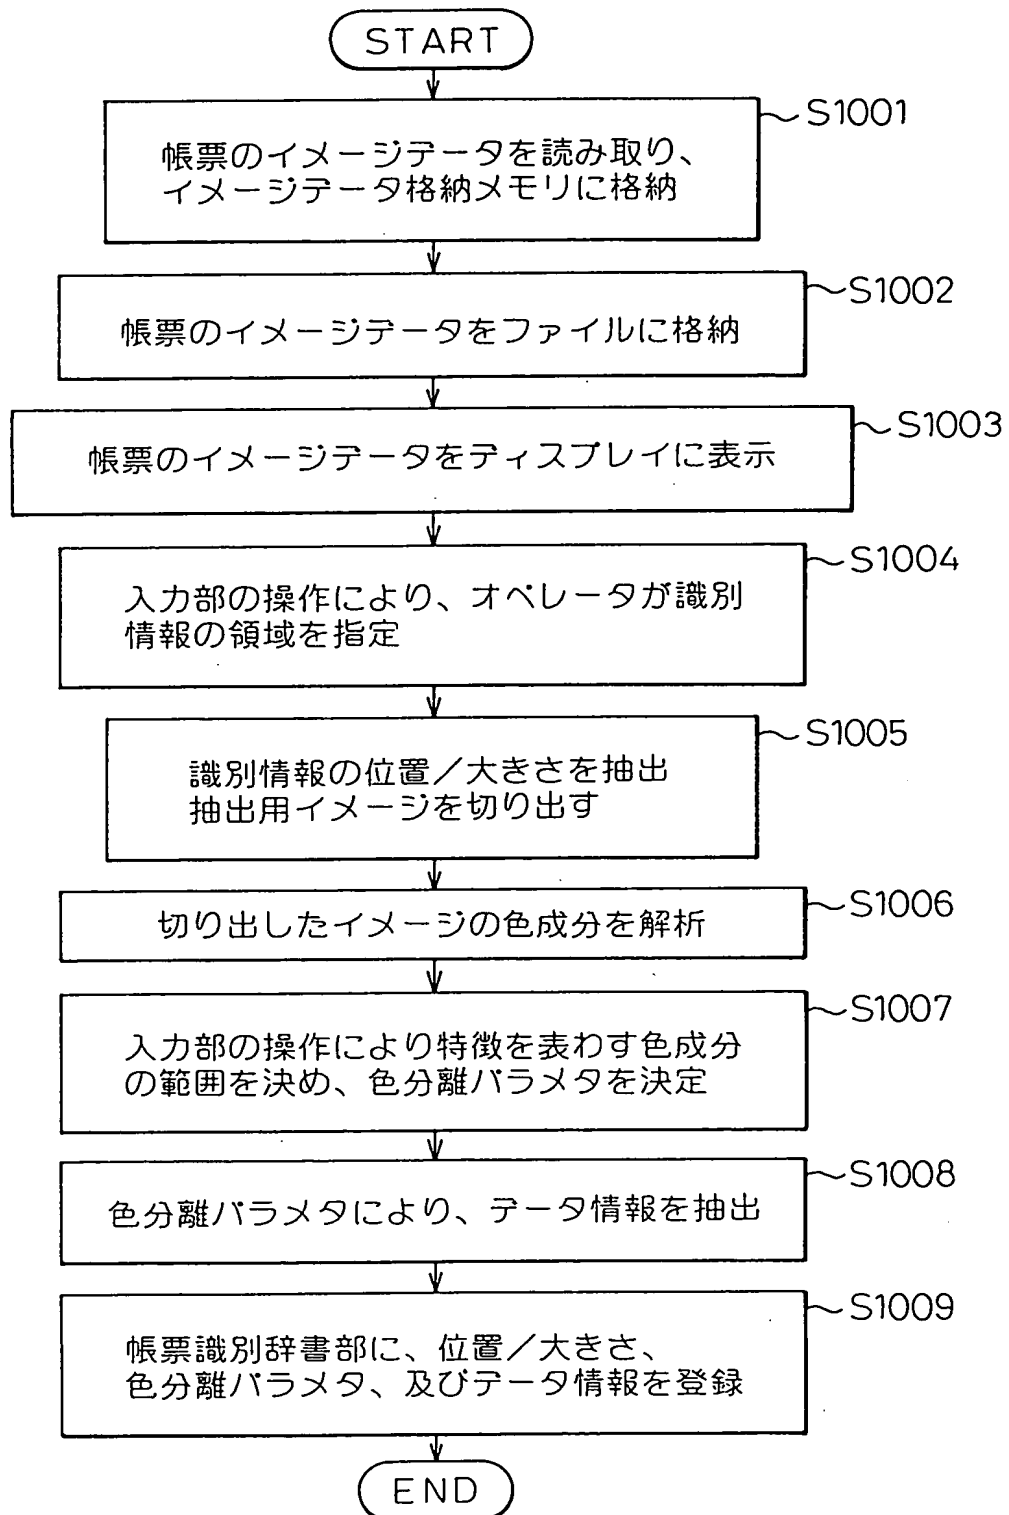 START
S1001
帳票のイメージデータを読み取り、
イメージデータ格納メモリに格納
S1002
帳票のイメージデータをファイルに格納
S1003
帳票のイメージデータをディスプレイに表示
S1004
入力部の操作により、オペレータが識別
情報の領域を指定
S1005
識別情報の位置／大きさを抽出
抽出用イメージを切り出す
S1006
切り出したイメージの色成分を解析
S1007
入力部の操作により特徴を表わす色成分
の範囲を決め、色分離パラメタを決定
S1008
色分離パラメタにより、データ情報を抽出
S1009
帳票識別辞書部に、位置／大きさ、
色分離パラメタ、及びデータ情報を登録
END